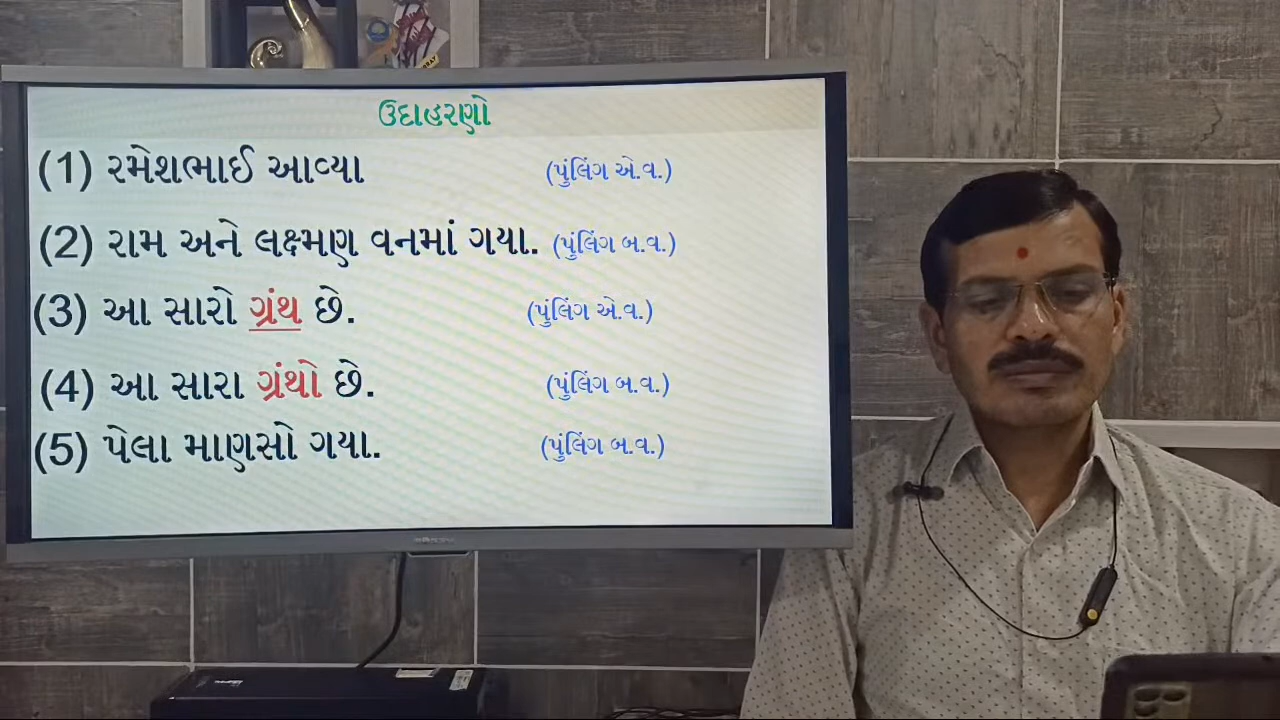 ઉદાહરણો
(1) રમેશભાઈ આવ્યા (પુંલિંગ એ.વ.)
(2) રામ અને લક્ષ્મણ વનમાં ગયા. (પુંલિંગ બ.વ.)
(3) આ સારો ગ્રંથ છે. (પુંલિંગ એ.વ.)
(4) આ સારા ગ્રંથો છે. (પુંલિંગ બ.વ.)
(5) પેલા માણસો ગયા. (પુંલિંગ બ.વ.)